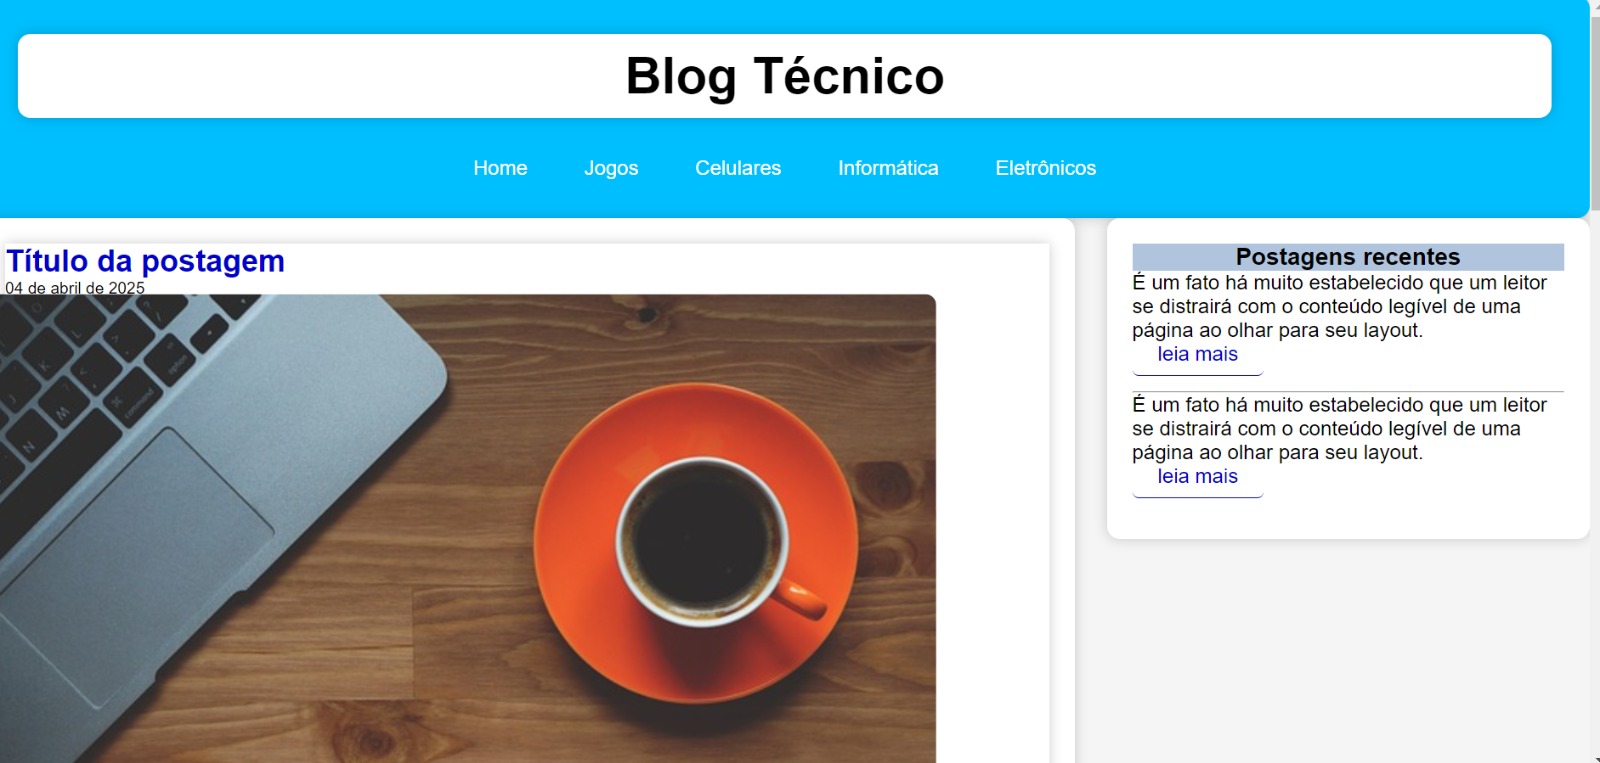 Blog Técnico
Home Jogos Celulares Informática Eletrônicos
Título da postagem
04 de abril de 2025
Postagens recentes
É um fato há muito estabelecido que um leitor
se distrairá com o conteúdo legível de uma
página ao olhar para seu layout.
leia mais
É um fato há muito estabelecido que um leitor
se distrairá com o conteúdo legível de uma
página ao olhar para seu layout.
leia mais
K
L
M
N
command
option